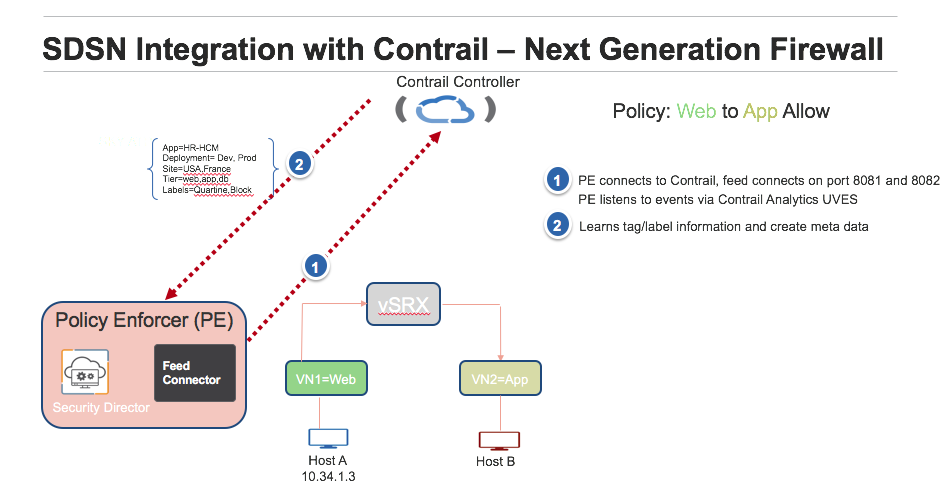 SDSN Integration with Contrail – Next Generation Firewall
Contrail Controller
Policy: Web to App Allow
App=HR-HCM
Deployment= Dev, Prod
Site=USA,France
Tier=web,app,db
Labels=Quartine,Block
2
1
PE connects to Contrail, feed connects on port 8081 and 8082
PE listens to events via Contrail Analytics UVES
2
Learns tag/label information and create meta data
1
vSRX
Policy Enforcer (PE)
Feed
Connector
Security Director
VN1=Web
VN2=App
Host A
10.34.1.3
Host B